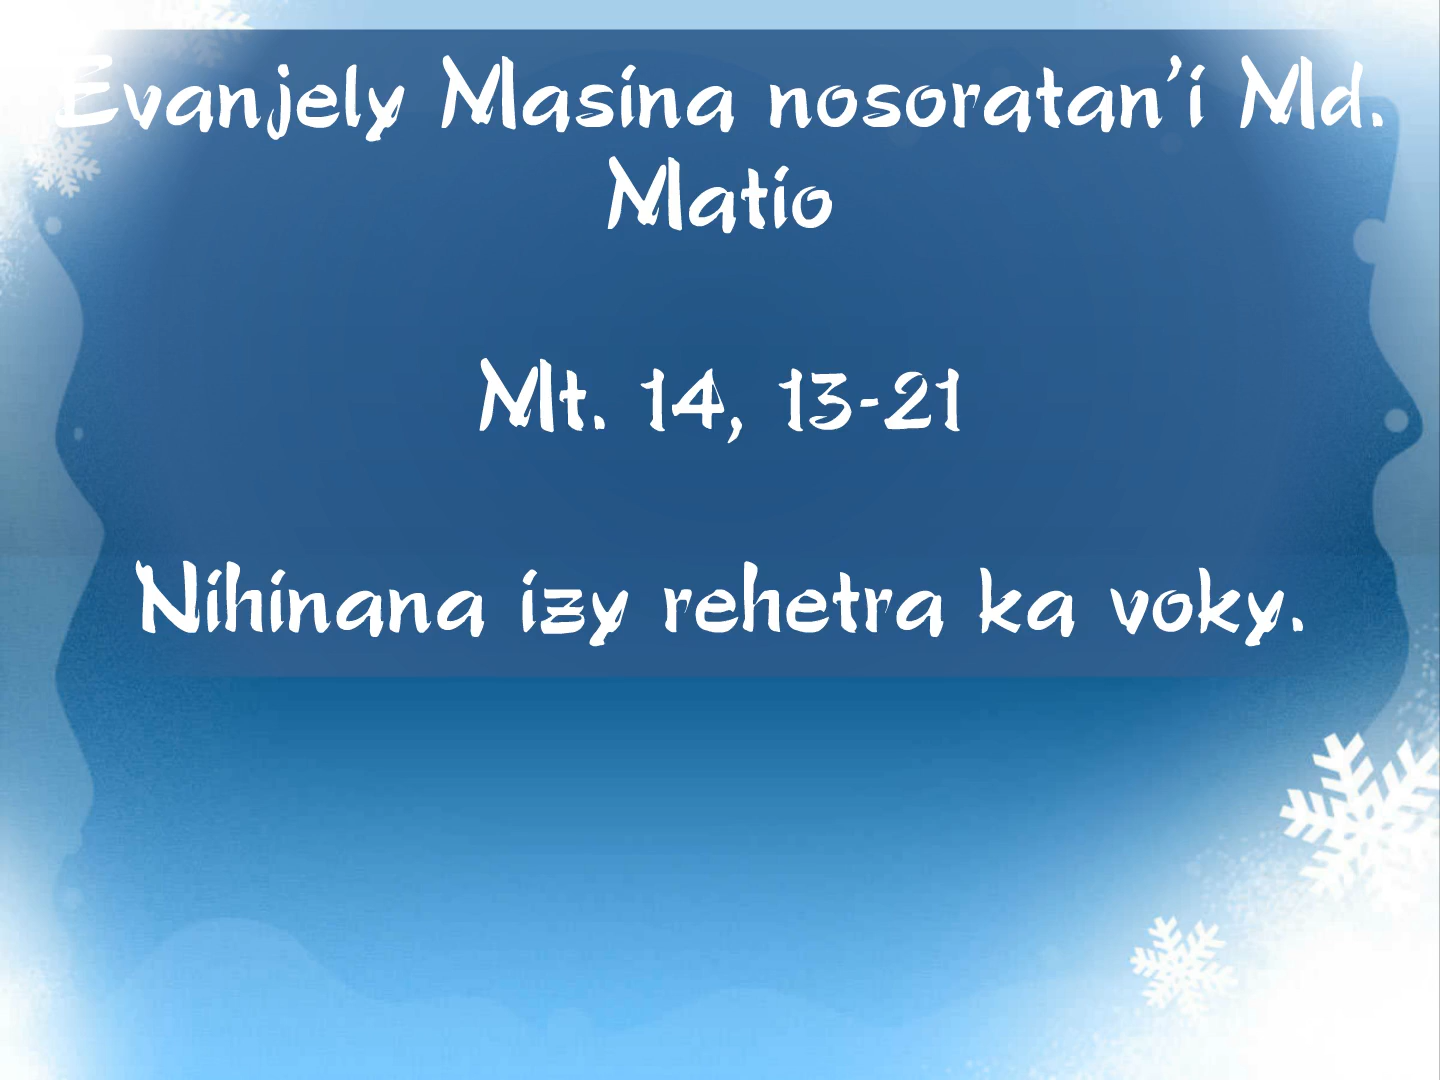 Evanjely Masina nosoratan’i Md.
Matio
Mt. 14, 13-21
Nihinana izy rehetra ka voky.